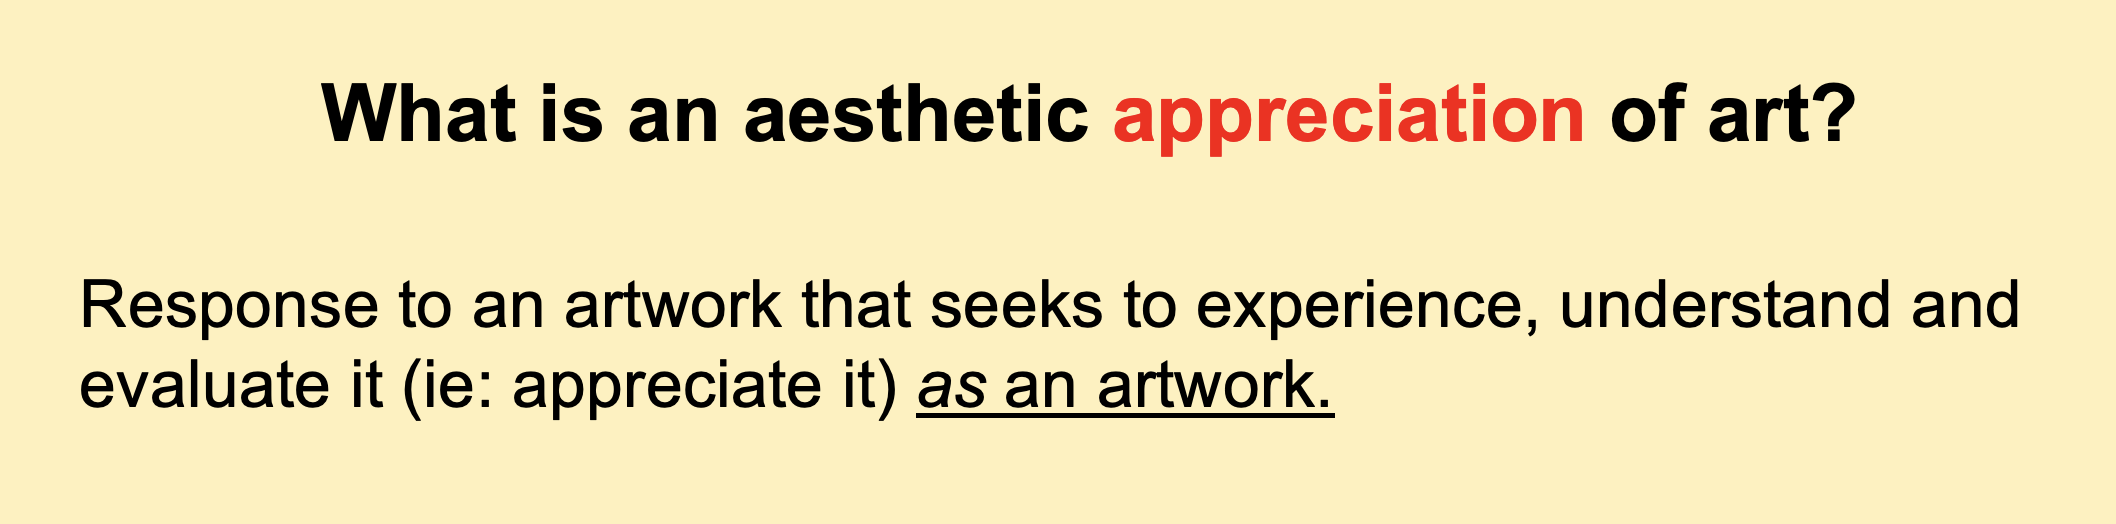 What is an aesthetic appreciation of art?
Response to an artwork that seeks to experience, understand and
evaluate it (ie: appreciate it) as an artwork.